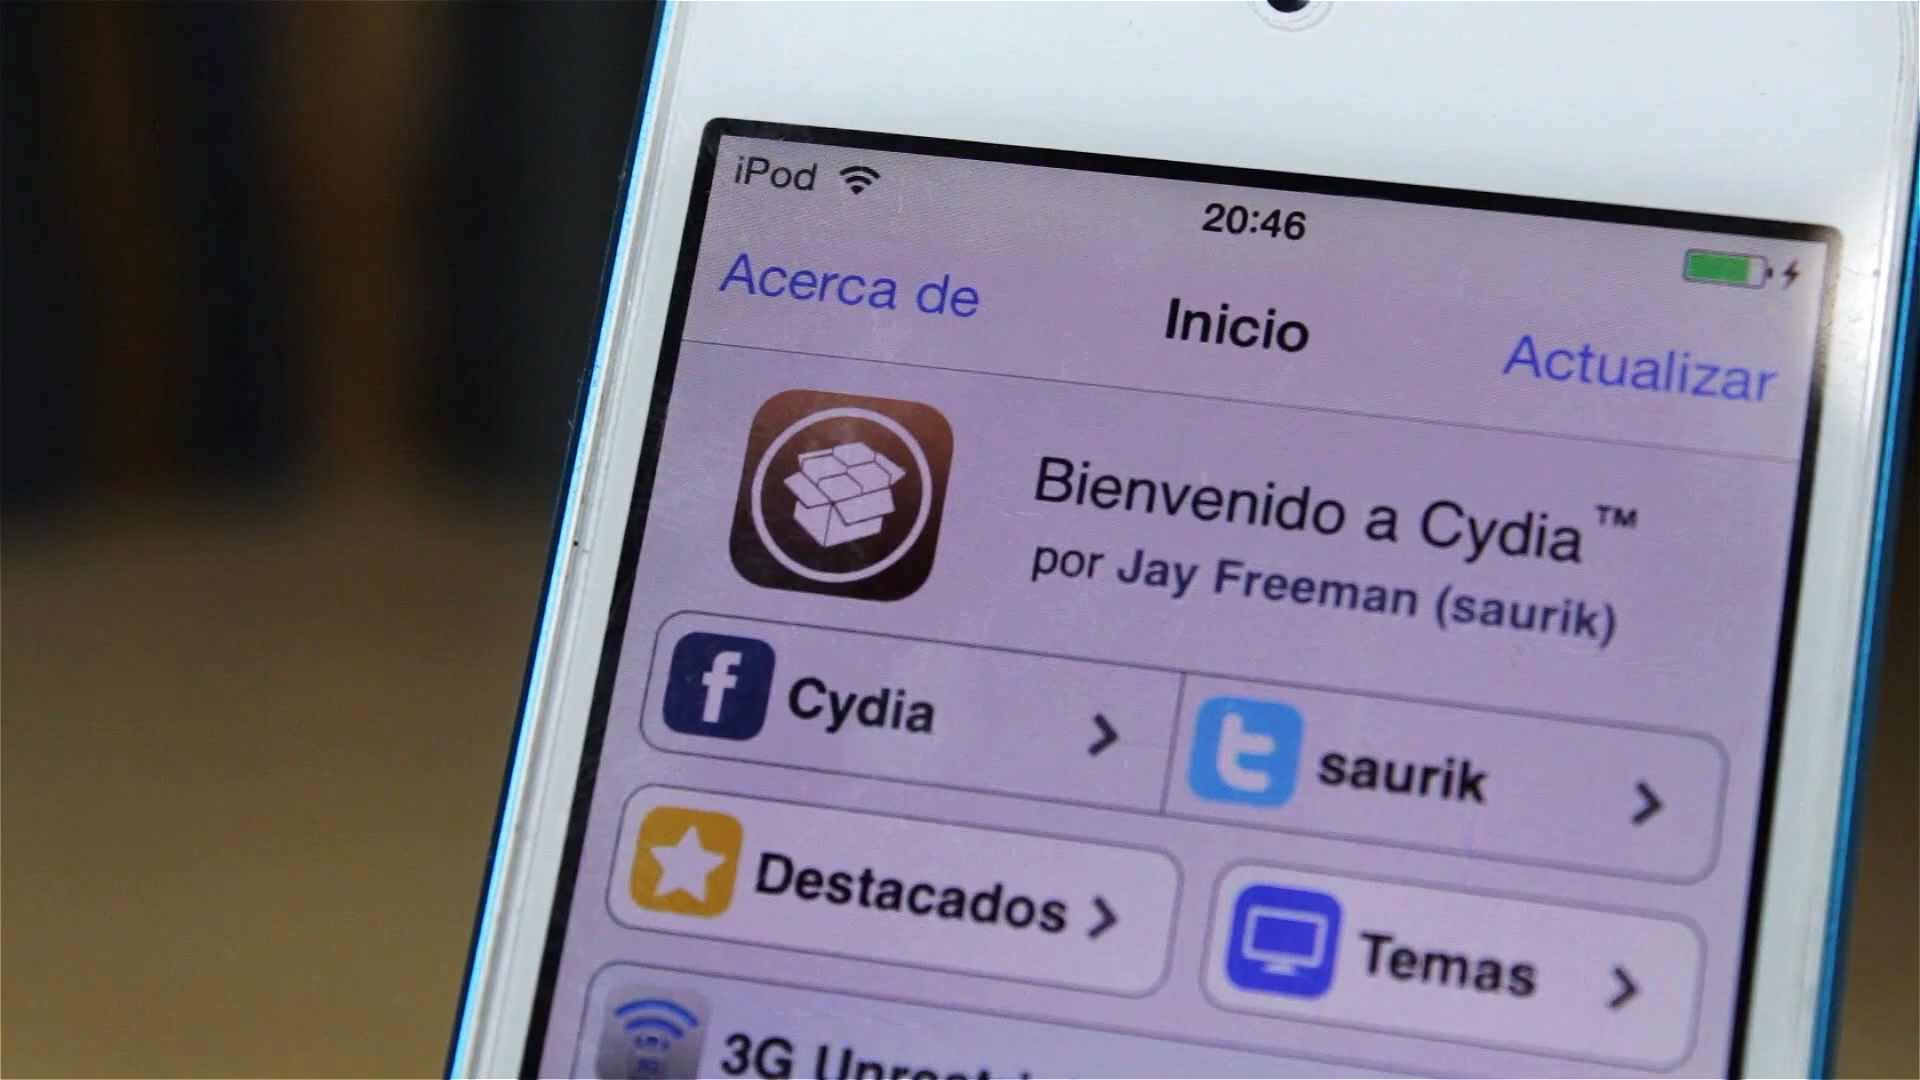 iPod
20:46
Acerca de
Inicio
Actualizar
Bienvenido a Cydia™
por Jay Freeman (saurik)
Cydia
saurik
Destacados
Temas
3G